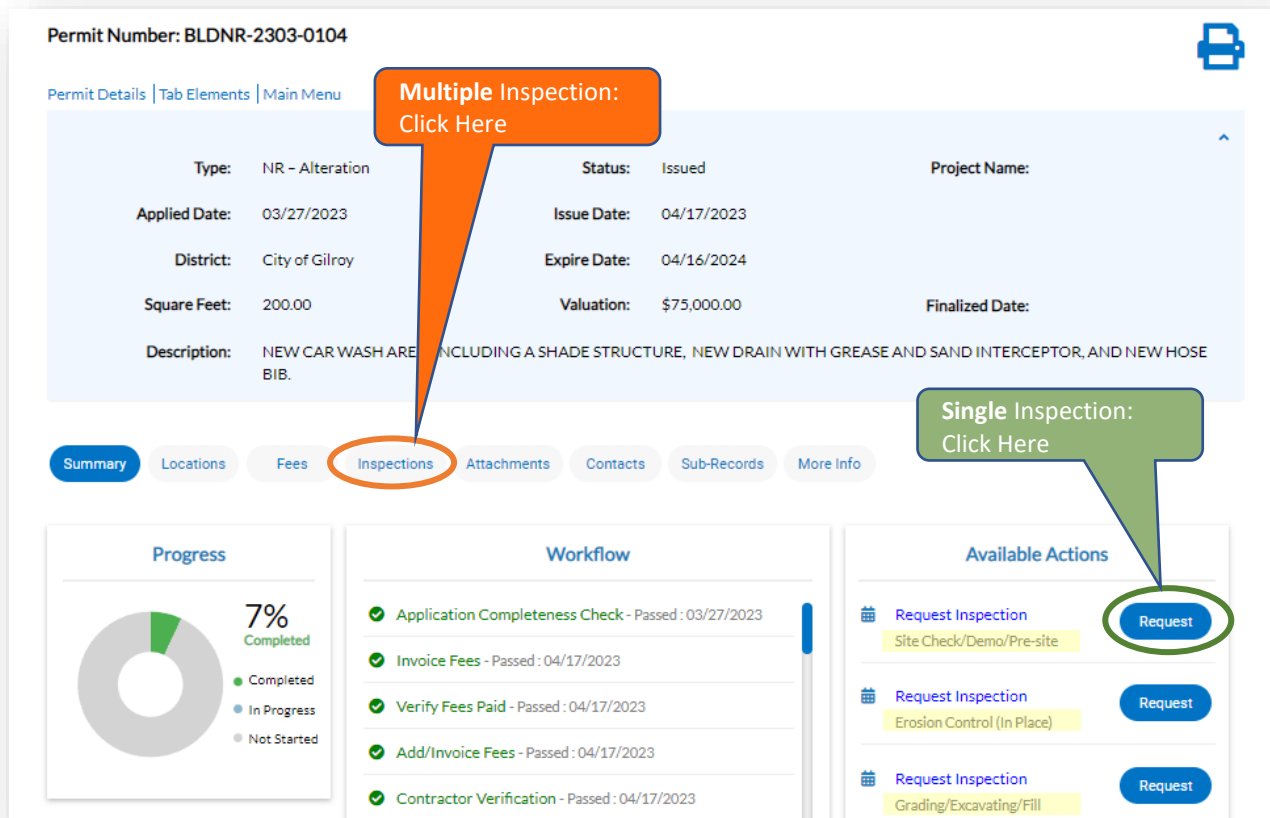 Permit Number: BLDNR-2303-0104
Permit Details | Tab Elements | Main Menu
Multiple Inspection:
Click Here
Type: NR – Alteration Status: Issued Project Name:
Applied Date: 03/27/2023 Issue Date: 04/17/2023
District: City of Gilroy Expire Date: 04/16/2024
Square Feet: 200.00 Valuation: $75,000.00 Finalized Date:
Description: NEW CAR WASH ARE NCLUDING A SHADE STRUCTURE, NEW DRAIN WITH GREASE AND SAND INTERCEPTOR, AND NEW HOSE
BIB.
Single Inspection:
Click Here
Summary Locations Fees Inspections Attachments Contacts Sub-Records More Info
Progress
7%
Completed
Completed
In Progress
Not Started
Workflow
Application Completeness Check - Passed : 03/27/2023
Invoice Fees - Passed : 04/17/2023
Verify Fees Paid - Passed : 04/17/2023
Add/Invoice Fees - Passed : 04/17/2023
Contractor Verification - Passed : 04/17/2023
Available Actions
Request Inspection Request
Site Check/Demo/Pre-site
Request Inspection Request
Erosion Control (In Place)
Request Inspection Request
Grading/Excavating/Fill